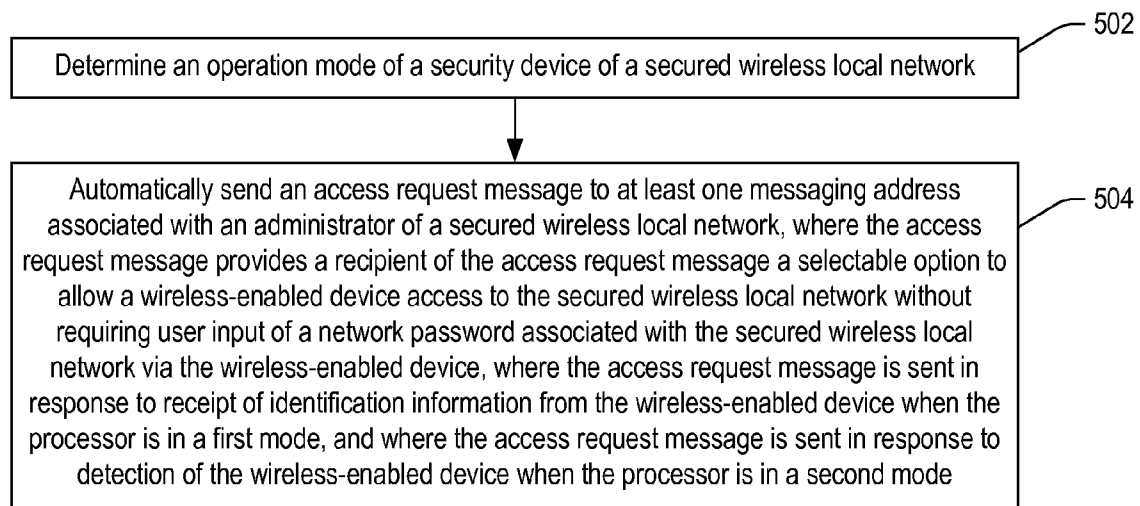 502
Determine an operation mode of a security device of a secured wireless local network
504
Automatically send an access request message to at least one messaging address
associated with an administrator of a secured wireless local network, where the access
request message provides a recipient of the access request message a selectable option to
allow a wireless-enabled device access to the secured wireless local network without
requiring user input of a network password associated with the secured wireless local
network via the wireless-enabled device, where the access request message is sent in
response to receipt of identification information from the wireless-enabled device when the
processor is in a first mode, and where the access request message is sent in response to
detection of the wireless-enabled device when the processor is in a second mode